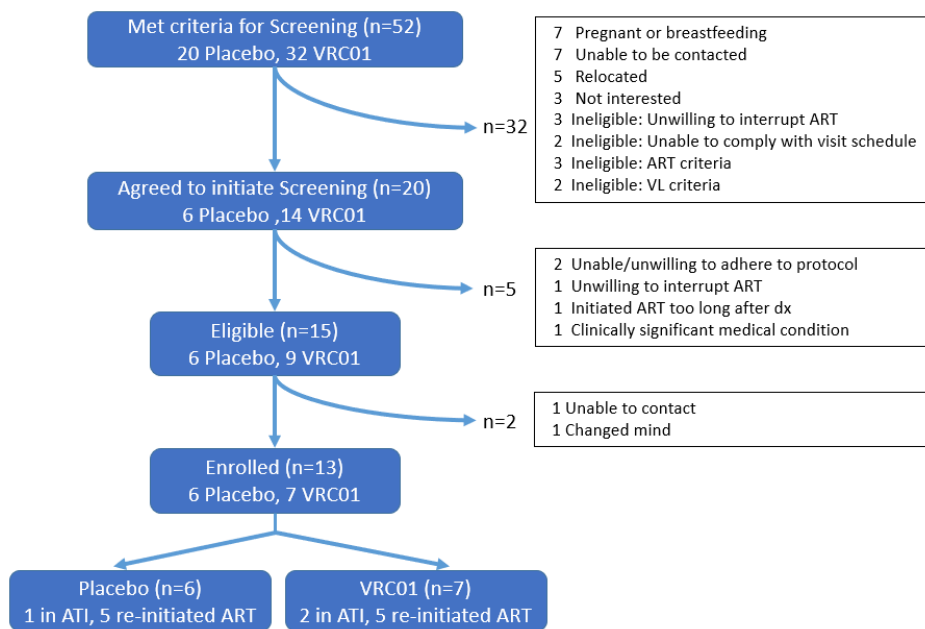 Met criteria for Screening (n=52)
20 Placebo, 32 VRC01
n=32
7 Pregnant or breastfeeding
7 Unable to be contacted
5 Relocated
3 Not interested
3 Ineligible: Unwilling to interrupt ART
2 Ineligible: Unable to comply with visit schedule
3 Ineligible: ART criteria
2 Ineligible: VL criteria
Agreed to initiate Screening (n=20)
6 Placebo ,14 VRC01
n=5
2 Unable/unwilling to adhere to protocol
1 Unwilling to interrupt ART
1 Initiated ART too long after dx
1 Clinically significant medical condition
Eligible (n=15)
6 Placebo, 9 VRC01
n=2
1 Unable to contact
1 Changed mind
Enrolled (n=13)
6 Placebo, 7 VRC01
Placebo (n=6)
1 in ATI, 5 re-initiated ART
VRC01 (n=7)
2 in ATI, 5 re-initiated ART